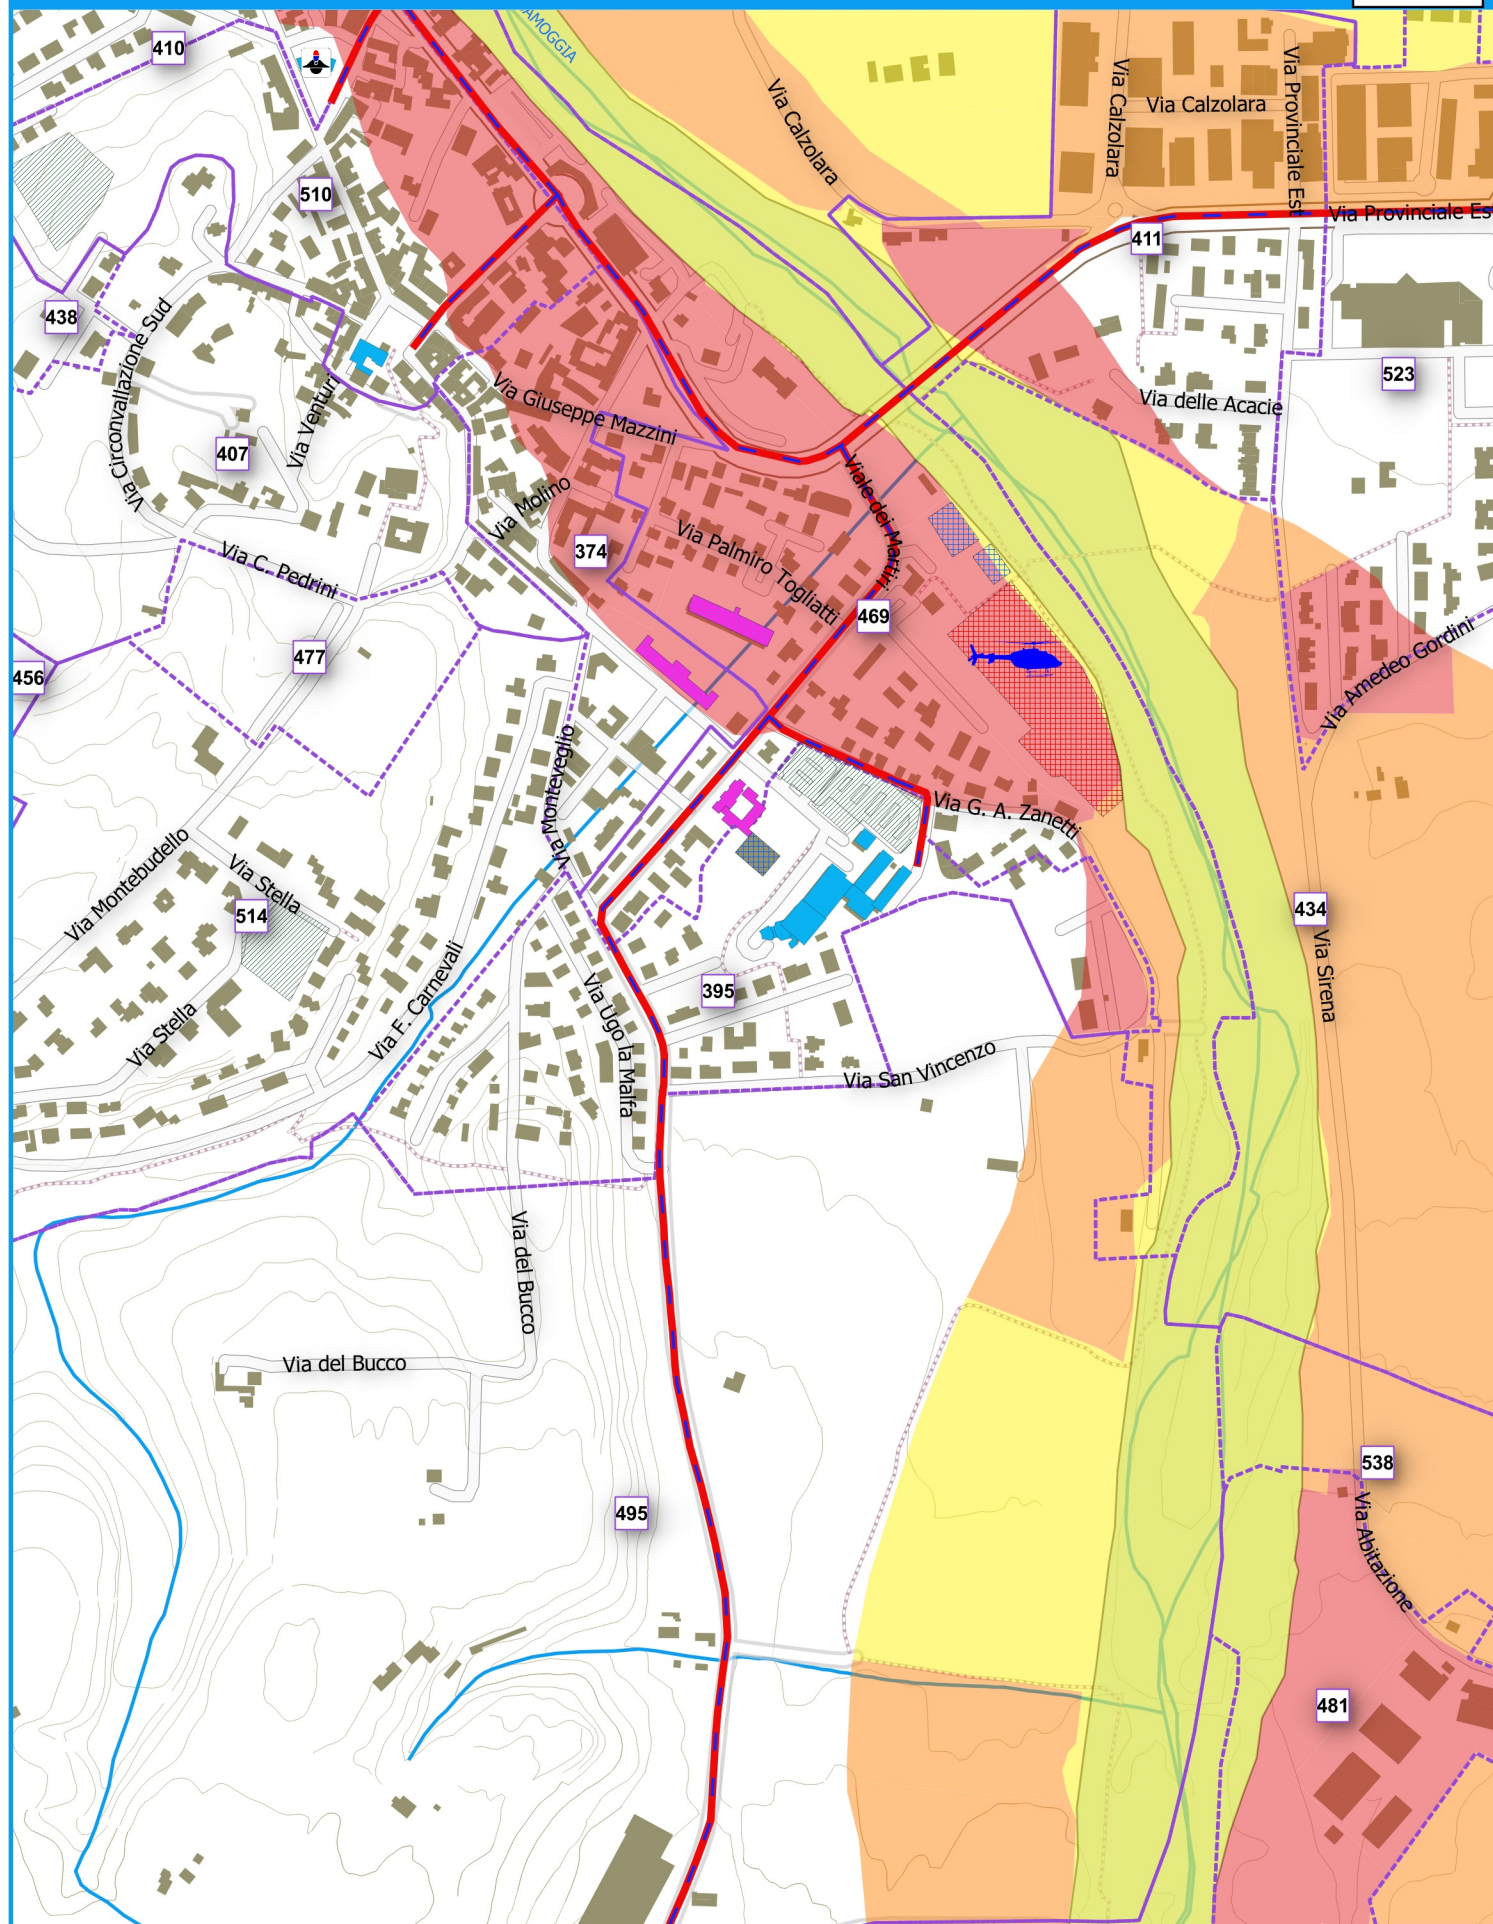 410
Via Calzolara
Via Calzolara
Via Calzolara
Via Provinciale Est
510
411
438
Via Circonvallazione Sud
Via Venturi
Via Giuseppe Mazzini
523
Via delle Acacie
407
Via Molino
Viale dei Martiri
374
Via Palmiro Togliatti
Via C. Pedrini
469
477
456
Via Amedeo Gordini
Via Monteveglio
Via G. A. Zanetti
Via Montebudello
Via Stella
514
434
Via Sirena
Via F. Carnevali
395
Via Ugo la Malfa
Via Stella
Via San Vincenzo
Via del Bucco
Via del Bucco
538
495
Via Abitazione
481